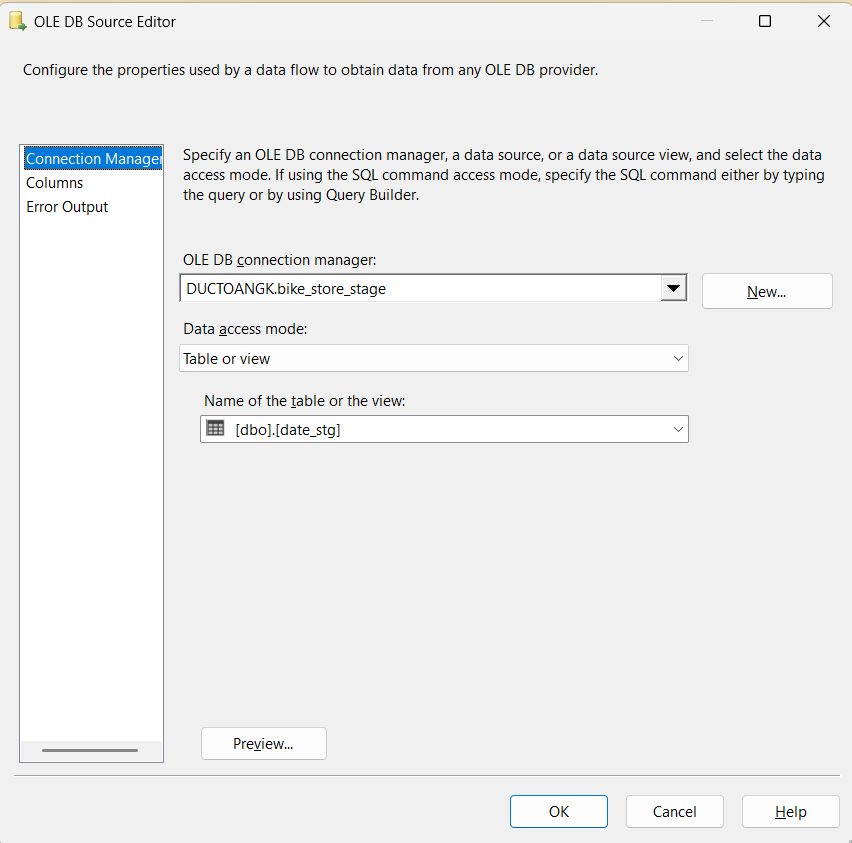 OLE DB Source Editor
Configure the properties used by a data flow to obtain data from any OLE DB provider.
Connection Manager
Columns
Error Output
Specify an OLE DB connection manager, a data source, or a data source view, and select the data
access mode. If using the SQL command access mode, specify the SQL command either by typing
the query or by using Query Builder.
OLE DB connection manager:
DUCTOANGK.bike_store_stage
New...
Data access mode:
Table or view
Name of the table or the view:
[dbo].[date_stg]
Preview...
OK
Cancel
Help